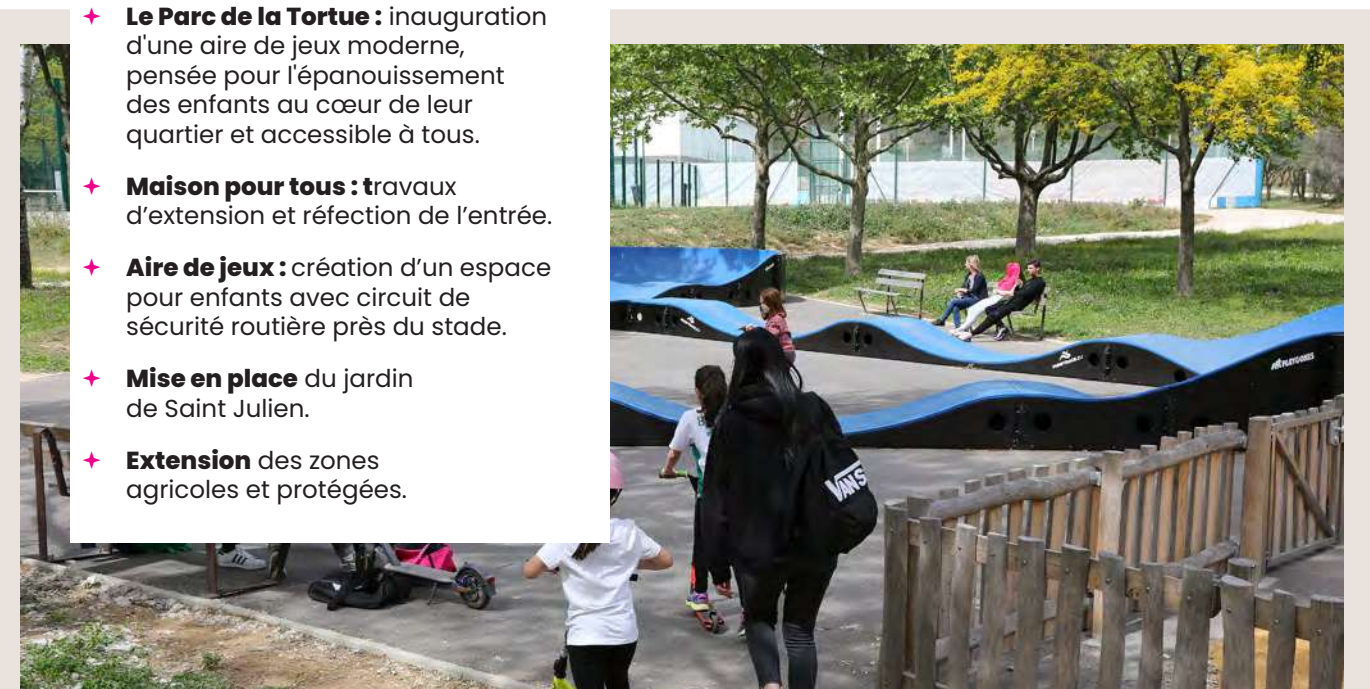 Le Parc de la Tortue : inauguration
d'une aire de jeux moderne,
pensée pour l'épanouissement
des enfants au cœur de leur
quartier et accessible à tous.
Maison pour tous : travaux
d’extension et réfection de l’entrée.
Aire de jeux : création d’un espace
pour enfants avec circuit de
sécurité routière près du stade.
Mise en place du jardin
de Saint Julien.
Extension des zones
agricoles et protégées.
PLAYGONES
VANS